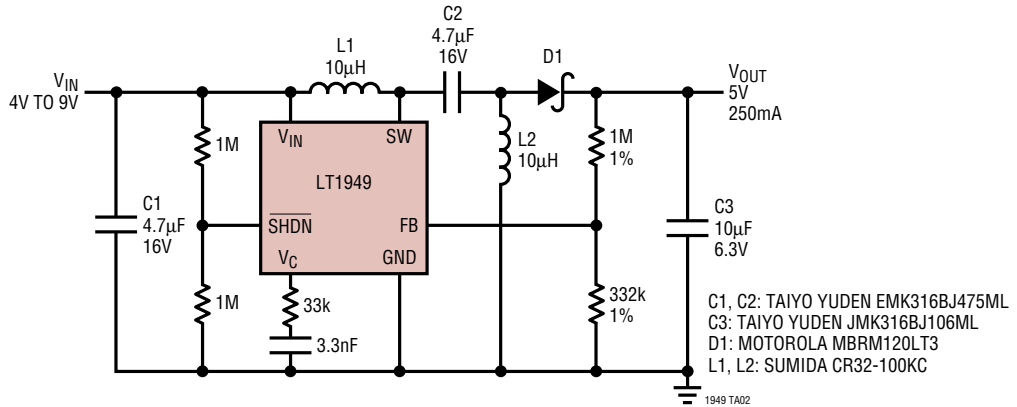 C2
4.7µF
16V
L1
10µH
D1
VIN
4V TO 9V
VOUT
5V
250mA
1M
VIN
SW
L2
10µH
1M
1%
LT1949
C1
4.7µF
16V
SHDN
FB
C3
10µF
6.3V
VC
GND
1M
33k
332k
1%
3.3nF
C1, C2: TAIYO YUDEN EMK316BJ475ML
C3: TAIYO YUDEN JMK316BJ106ML
D1: MOTOROLA MBRM120LT3
L1, L2: SUMIDA CR32-100KC
1949 TA02